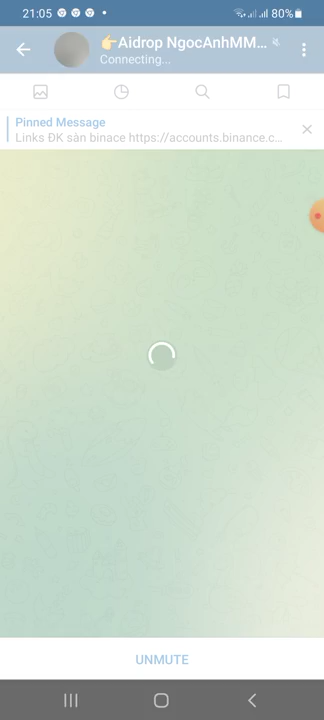 21:05
80%
👉Aidrop NgocAnhMM...
Connecting...
Pinned Message
Links ĐK sàn binace https://accounts.binance.c...
UNMUTE